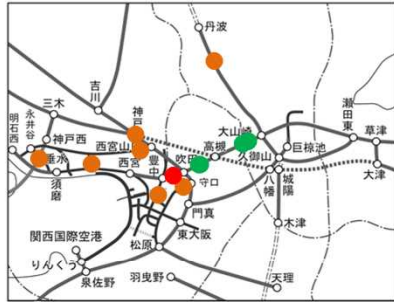 丹波
吉川
三木
永井谷
明石西
神戸西
垂水
須磨
神戸
西宮山
西宮
豊中
吹田
高槻
大山崎
久御山
巨椋池
瀬田東
草津
大津
守口
門真
八幡
城陽
木津
東大阪
松原
関西国際空港
りんくう
泉佐野
羽曳野
天理